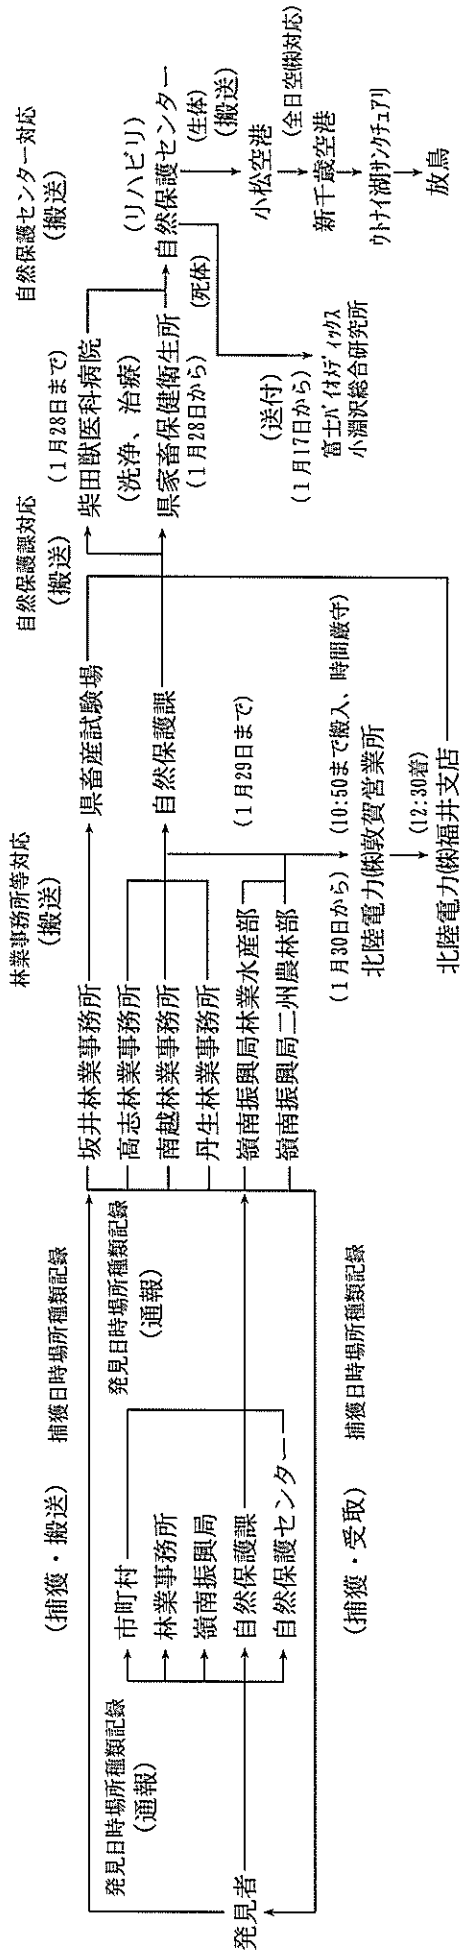 発見者
発見日時場所種類記録
(通報)
(捕獲・搬送)
捕獲日時場所種類記録
市町村
林業事務所
嶺南振興局
自然保護課
自然保護センター
発見日時場所種類記録
(通報)
(捕獲・受取)
捕獲日時場所種類記録
林業事務所等対応
(搬送)
坂井林業事務所
高志林業事務所
南越林業事務所
丹生林業事務所
嶺南振興局林業水産部
嶺南振興局二州農林部
県畜産試験場
自然保護課
(1月29日まで)
(1月30日から)
(10:50まで搬入、時間厳守)
北陸電力㈱敦賀営業所
(12:30着)
北陸電力㈱福井支店
自然保護課対応
(搬送)
(1月28日まで)
柴田獣医科病院
(洗浄、治療)
県家畜保健衛生所
(1月28日から)
自然保護センター対応
(搬送)
(リハビリ)
自然保護センター
(死体)
(送付)
(1月17日から)
富士バイオメディックス
小淵沢総合研究所
(生体)
(搬送)
小松空港
(全日空㈱対応)
新千歳空港
ウトナイ湖サンクチュアリ
放鳥